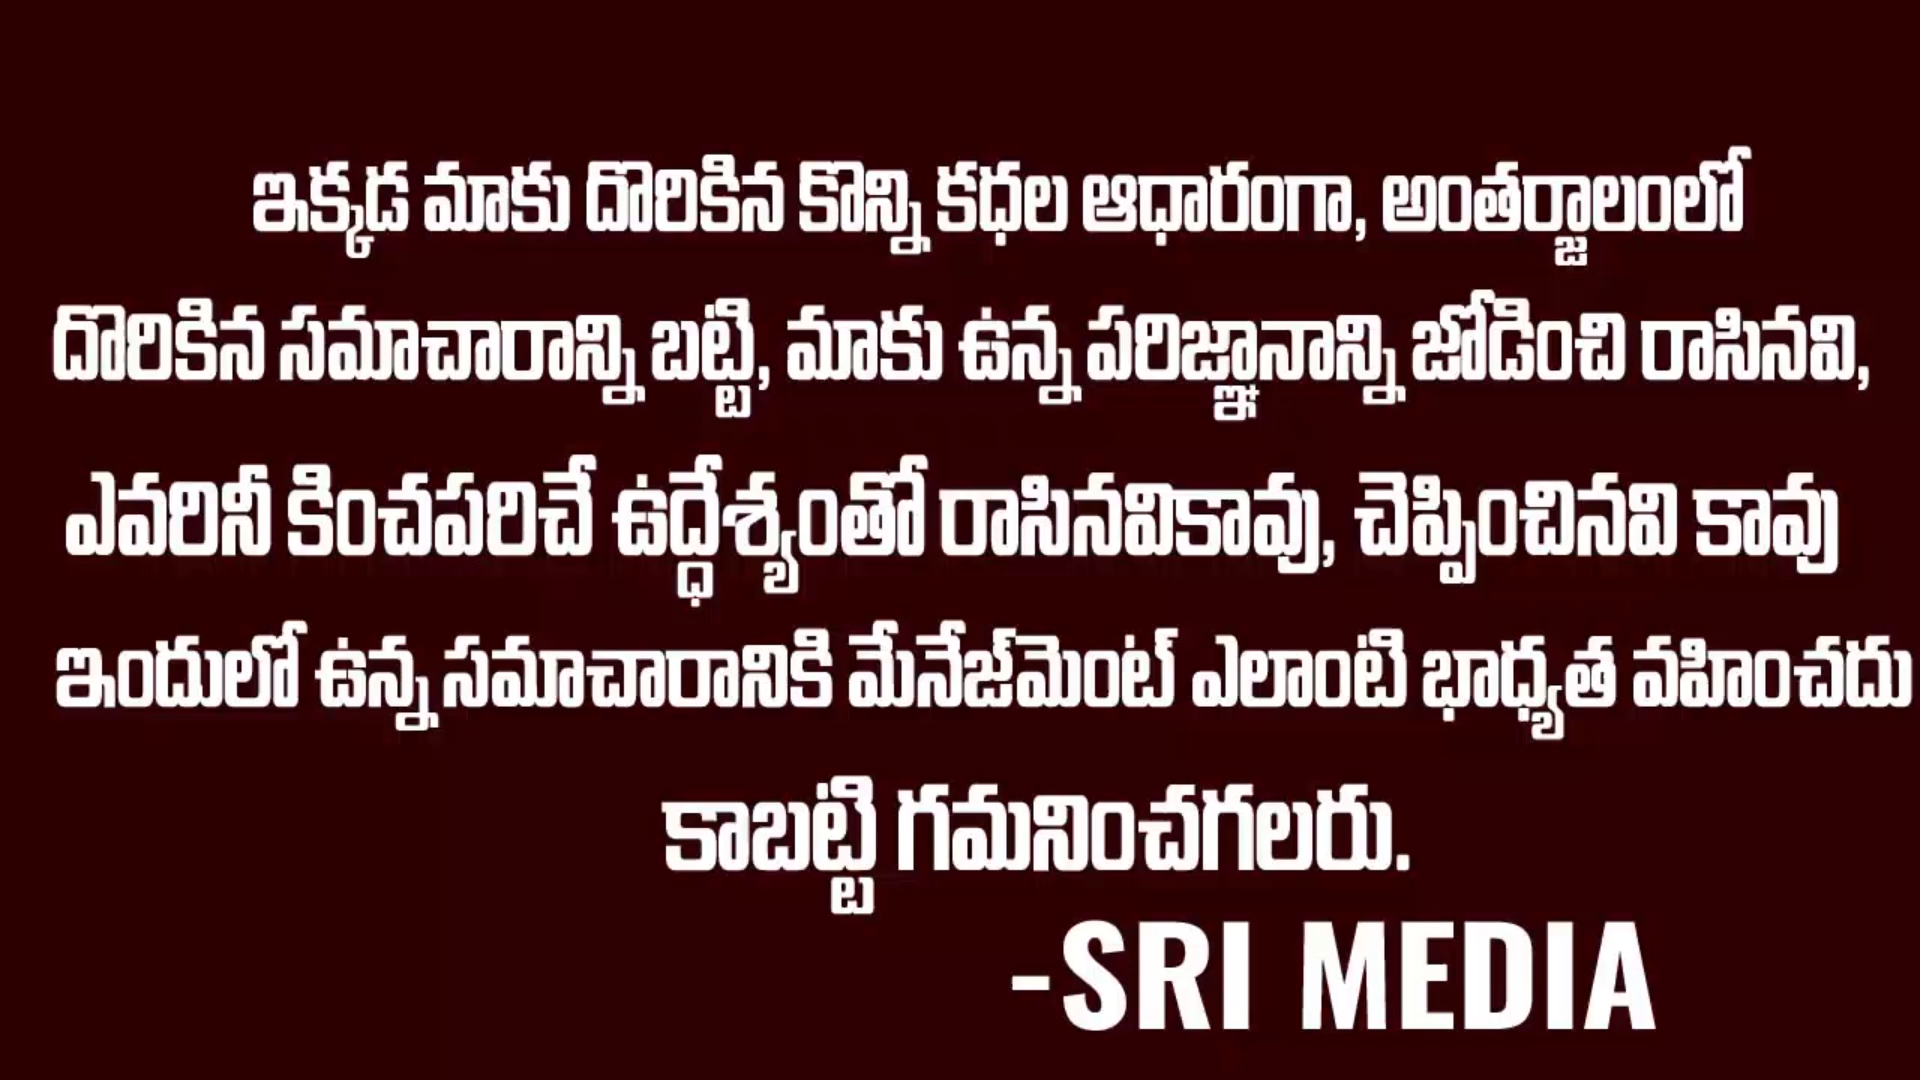 ఇక్కడ మాకు దొరికిన కొన్ని కధల ఆధారంగా, అంతర్జాలంలో
దొరికిన సమాచారాన్ని బట్టి, మాకు ఉన్న పరిజ్ఞానాన్ని జోడించి రాసినవి,
ఎవరినీ కించపరిచే ఉద్ధేశ్యంతో రాసినవికావు, చెప్పించినవి కావు
ఇందులో ఉన్న సమాచారానికి మేనేజ్‌మెంట్ ఎలాంటి భాధ్యత వహించదు
కాబట్టి గమనించగలరు.
-SRI MEDIA